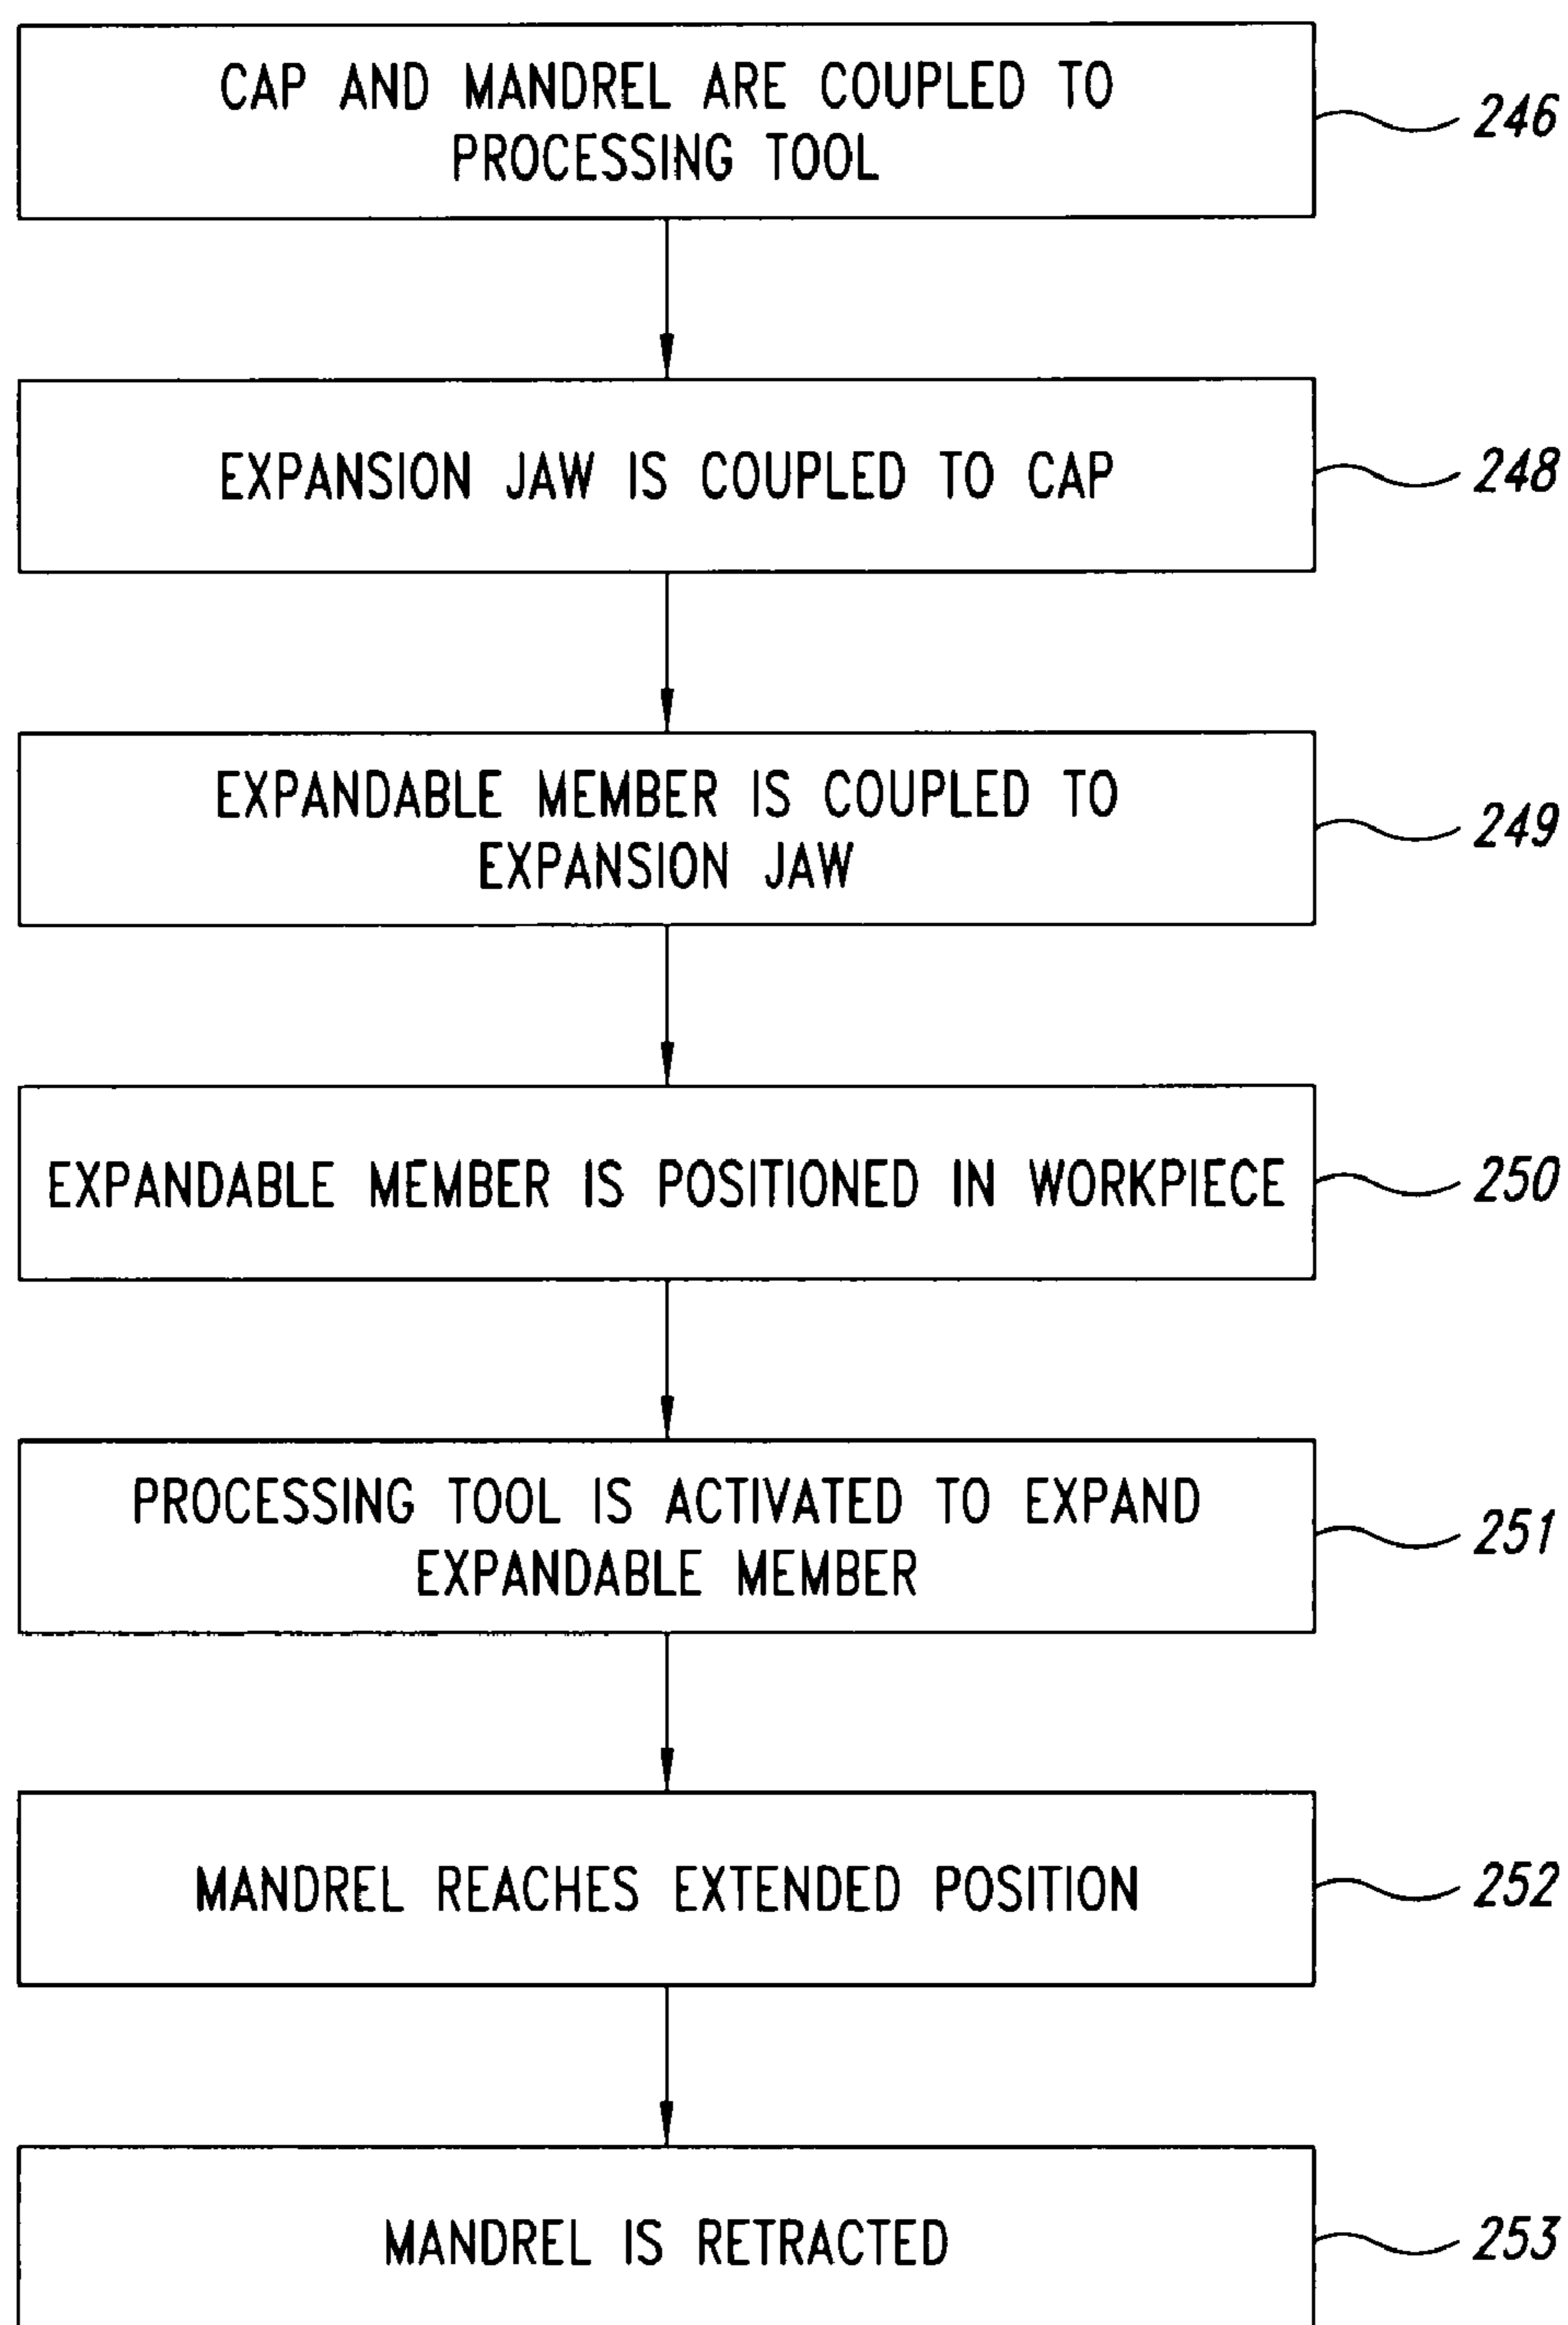 CAP AND MANDREL ARE COUPLED TO
PROCESSING TOOL
246
EXPANSION JAW IS COUPLED TO CAP
248
EXPANDABLE MEMBER IS COUPLED TO
EXPANSION JAW
249
EXPANDABLE MEMBER IS POSITIONED IN WORKPIECE
250
PROCESSING TOOL IS ACTIVATED TO EXPAND
EXPANDABLE MEMBER
251
MANDREL REACHES EXTENDED POSITION
252
MANDREL IS RETRACTED
253